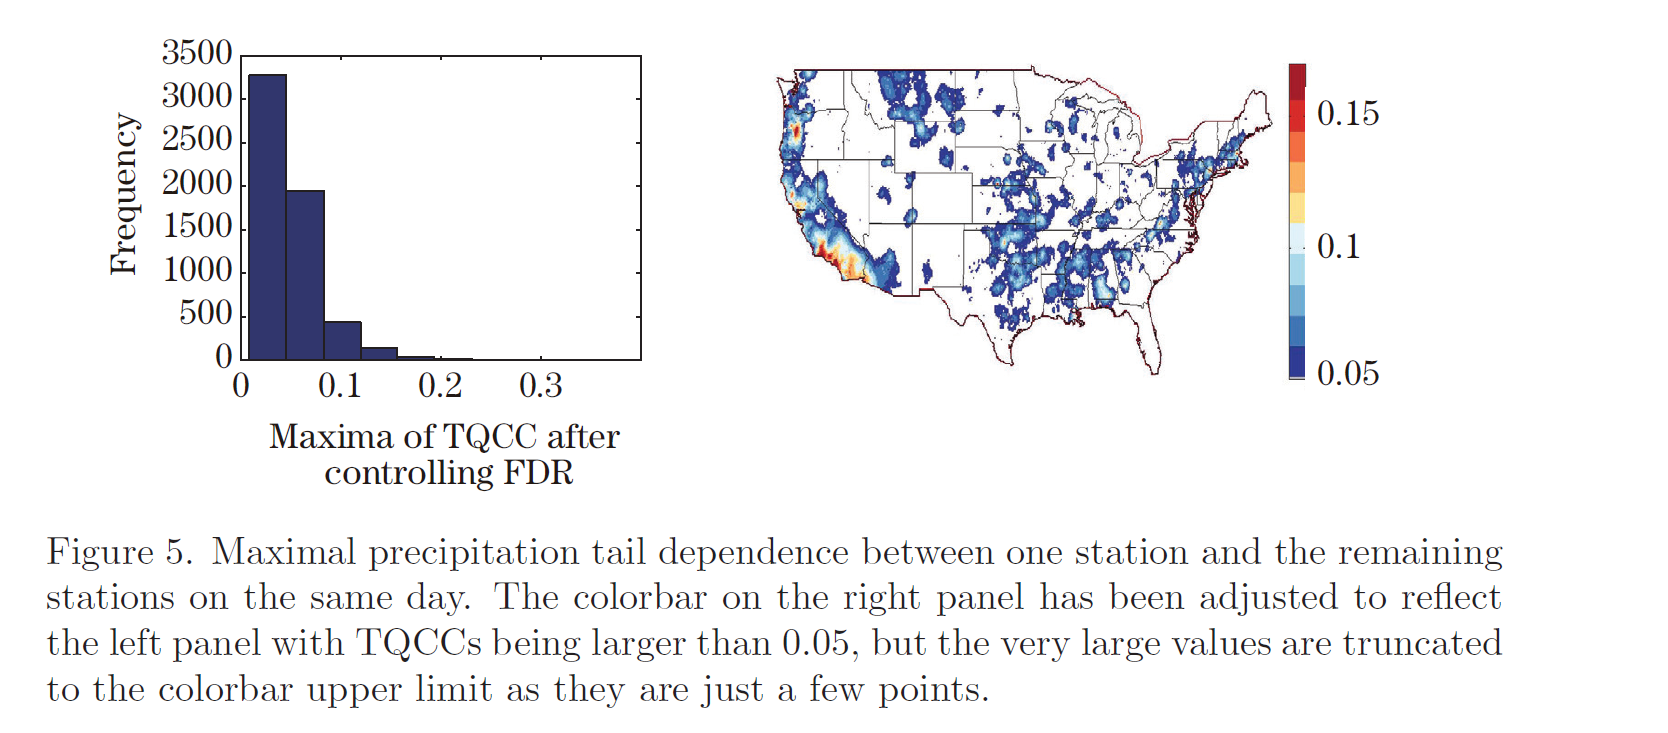 3500
3000
2500
2000
1500
1000
500
0
Frequency
0 0.1 0.2 0.3
Maxima of TQCC after
controlling FDR
0.15
0.1
0.05
Figure 5. Maximal precipitation tail dependence between one station and the remaining
stations on the same day. The colorbar on the right panel has been adjusted to reflect
the left panel with TQCCs being larger than 0.05, but the very large values are truncated
to the colorbar upper limit as they are just a few points.